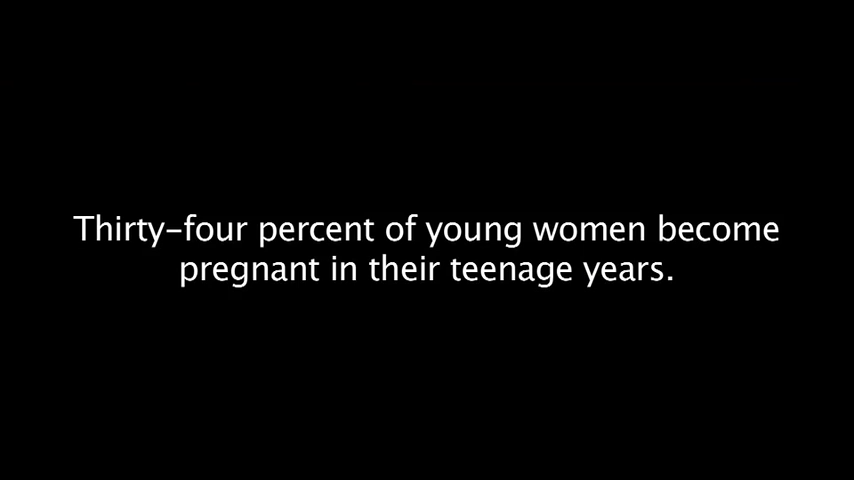 Thirty-four percent of young women become
pregnant in their teenage years.